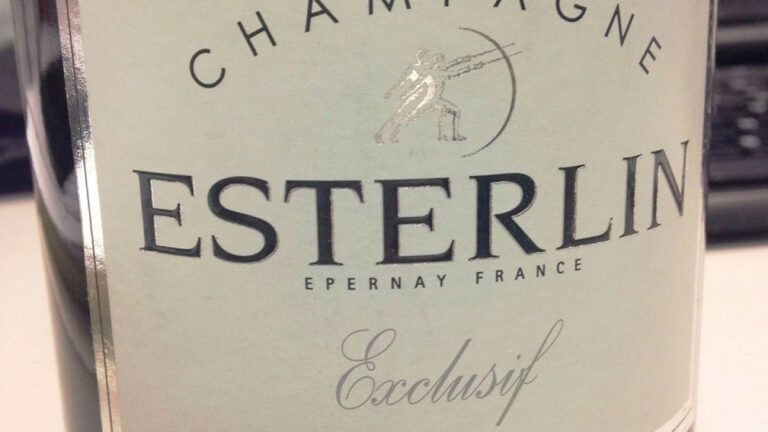 CHAMPAGNE
ESTERLIN
EPERNAY FRANCE
Exclusif